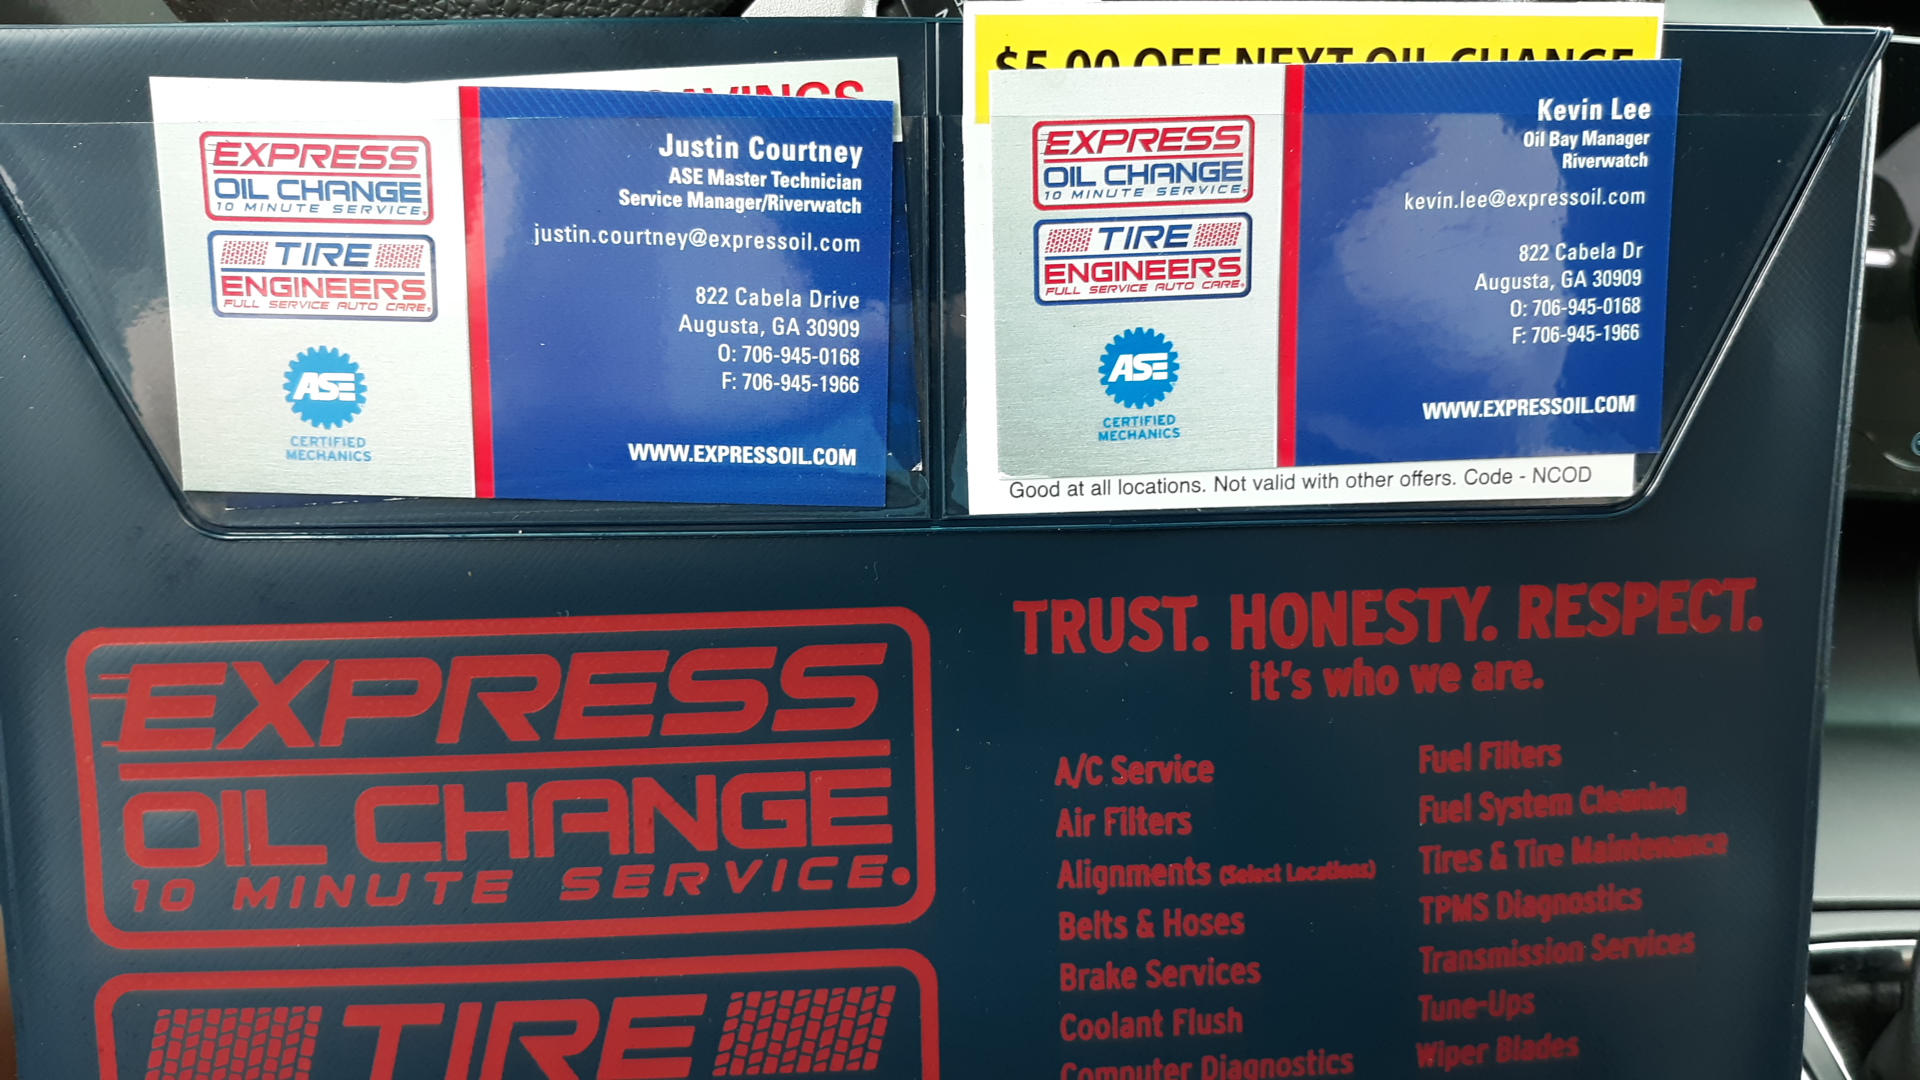 SAVINGS
EXPRESS
OIL CHANGE
10 MINUTE SERVICE.
TIRE
ENGINEERS
FULL SERVICE AUTO CARE.
ASE
CERTIFIED
MECHANICS
Justin Courtney
ASE Master Technician
Service Manager/Riverwatch
justin.courtney@expressoil.com
822 Cabela Drive
Augusta, GA 30909
O: 706-945-0168
F: 706-945-1966
WWW.EXPRESSOIL.COM
$5.00 OFF NEXT OIL CHANGE
EXPRESS
OIL CHANGE
10 MINUTE SERVICE.
TIRE
ENGINEERS
FULL SERVICE AUTO CARE.
ASE
CERTIFIED
MECHANICS
Kevin Lee
Oil Bay Manager
Riverwatch
kevin.lee@expressoil.com
822 Cabela Dr
Augusta, GA 30909
O: 706-945-0168
F: 706-945-1966
WWW.EXPRESSOIL.COM
Good at all locations. Not valid with other offers. Code - NCOD
EXPRESS
OIL CHANGE
10 MINUTE SERVICE.
TIRE
TRUST. HONESTY. RESPECT.
it's who we are.
A/C Service
Air Filters
Alignments (Select Locations)
Belts & Hoses
Brake Services
Coolant Flush
Computer Diagnostics
Fuel Filters
Fuel System Cleaning
Tires & Tire Maintenance
TPMS Diagnostics
Transmission Services
Tune-Ups
Wiper Blades